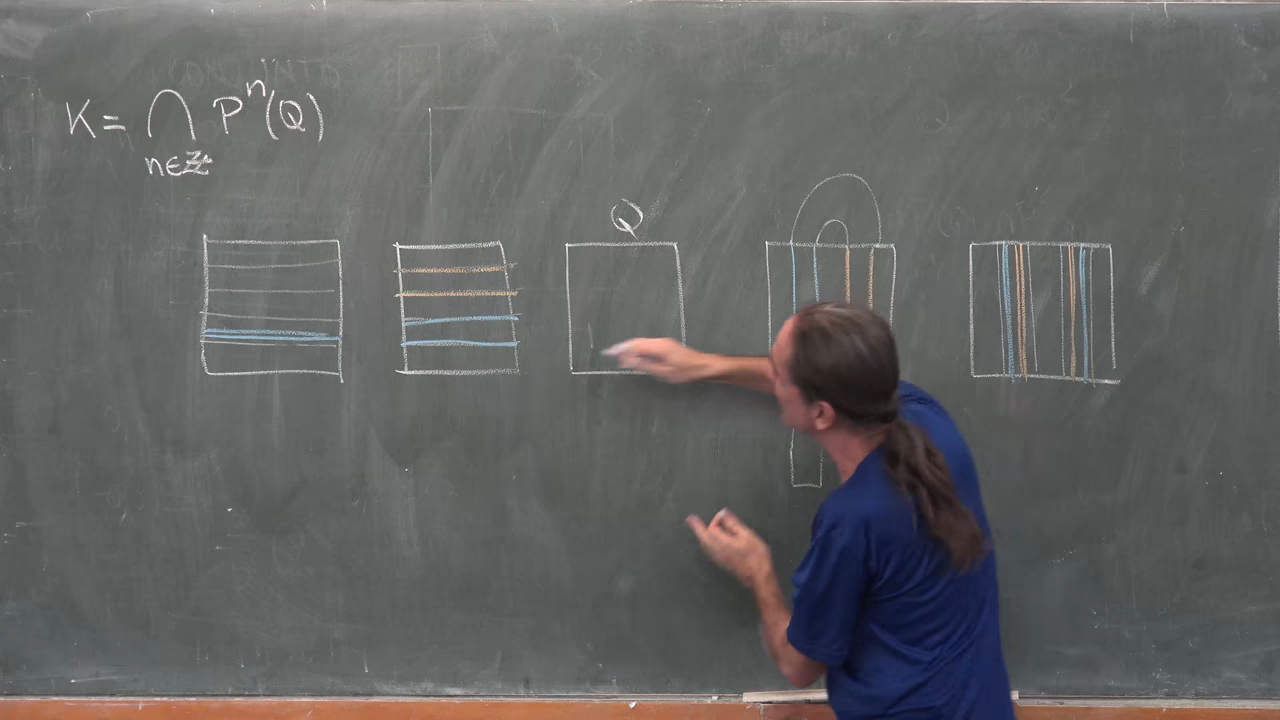 K = ⋂ Pⁿ(Q)
n∈ℤ
Q